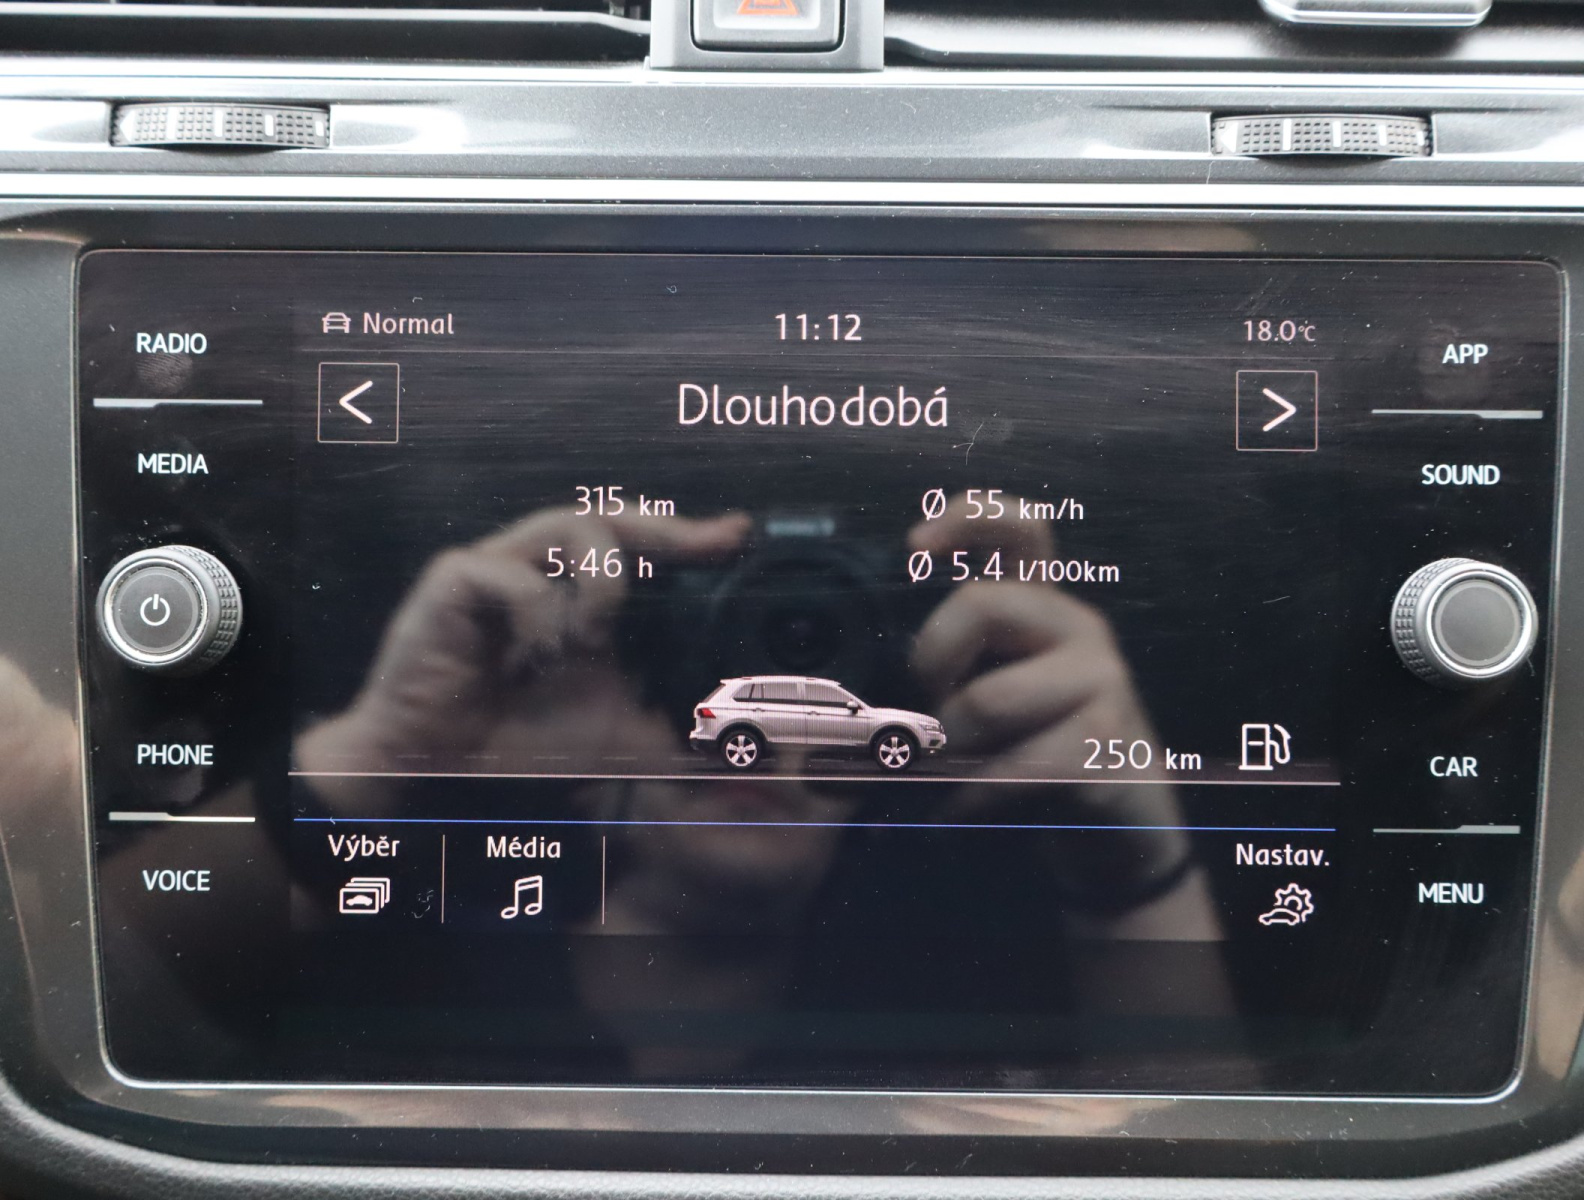 RADIO
MEDIA
PHONE
VOICE
Normal
11:12
18.0°C
Dlouhodobá
315 km
Ø 55 km/h
5:46 h
Ø 5.4 l/100km
250 km
Výběr
Média
Nastav.
APP
SOUND
CAR
MENU